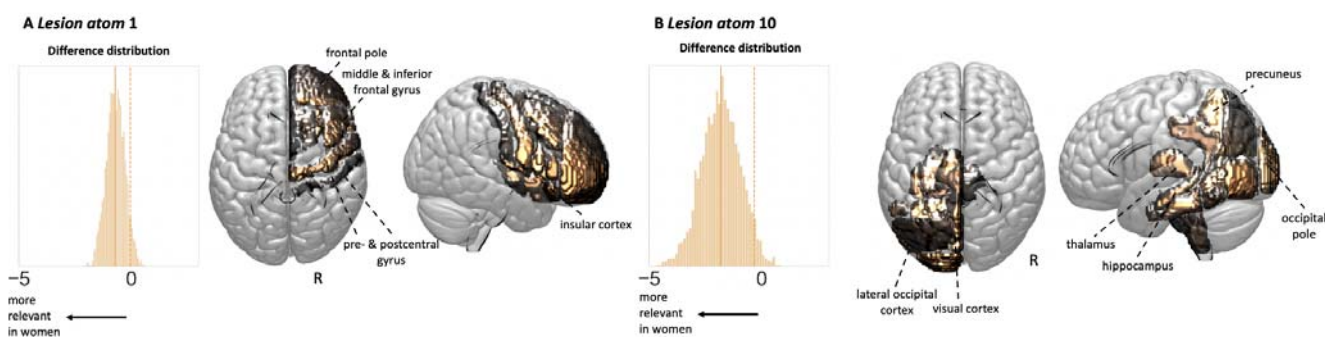 A Lesion atom 1
Difference distribution
frontal pole
middle & inferior
frontal gyrus
insular cortex
pre- & postcentral
gyrus
R
−5
0
more
relevant
in women
B Lesion atom 10
Difference distribution
precuneus
occipital
pole
thalamus
hippocampus
R
lateral occipital
cortex
visual cortex
−5
0
more
relevant
in women